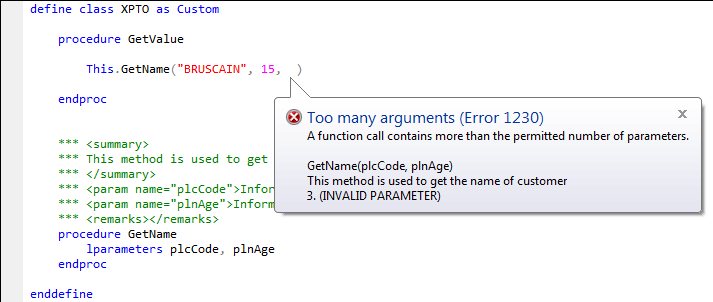 define class XPTO as Custom
procedure GetValue
This.GetName("BRUSCAIN", 15, )
endproc
Too many arguments (Error 1230)
A function call contains more than the permitted number of parameters.
GetName(plcCode, plnAge)
This method is used to get the name of customer
3. (INVALID PARAMETER)
*** <summary>
*** This method is used to get
*** </summary>
*** <param name="plcCode">Infor
*** <param name="plnAge">Inform
*** <remarks></remarks>
procedure GetName
lparameters plcCode, plnAge
endproc
enddefine